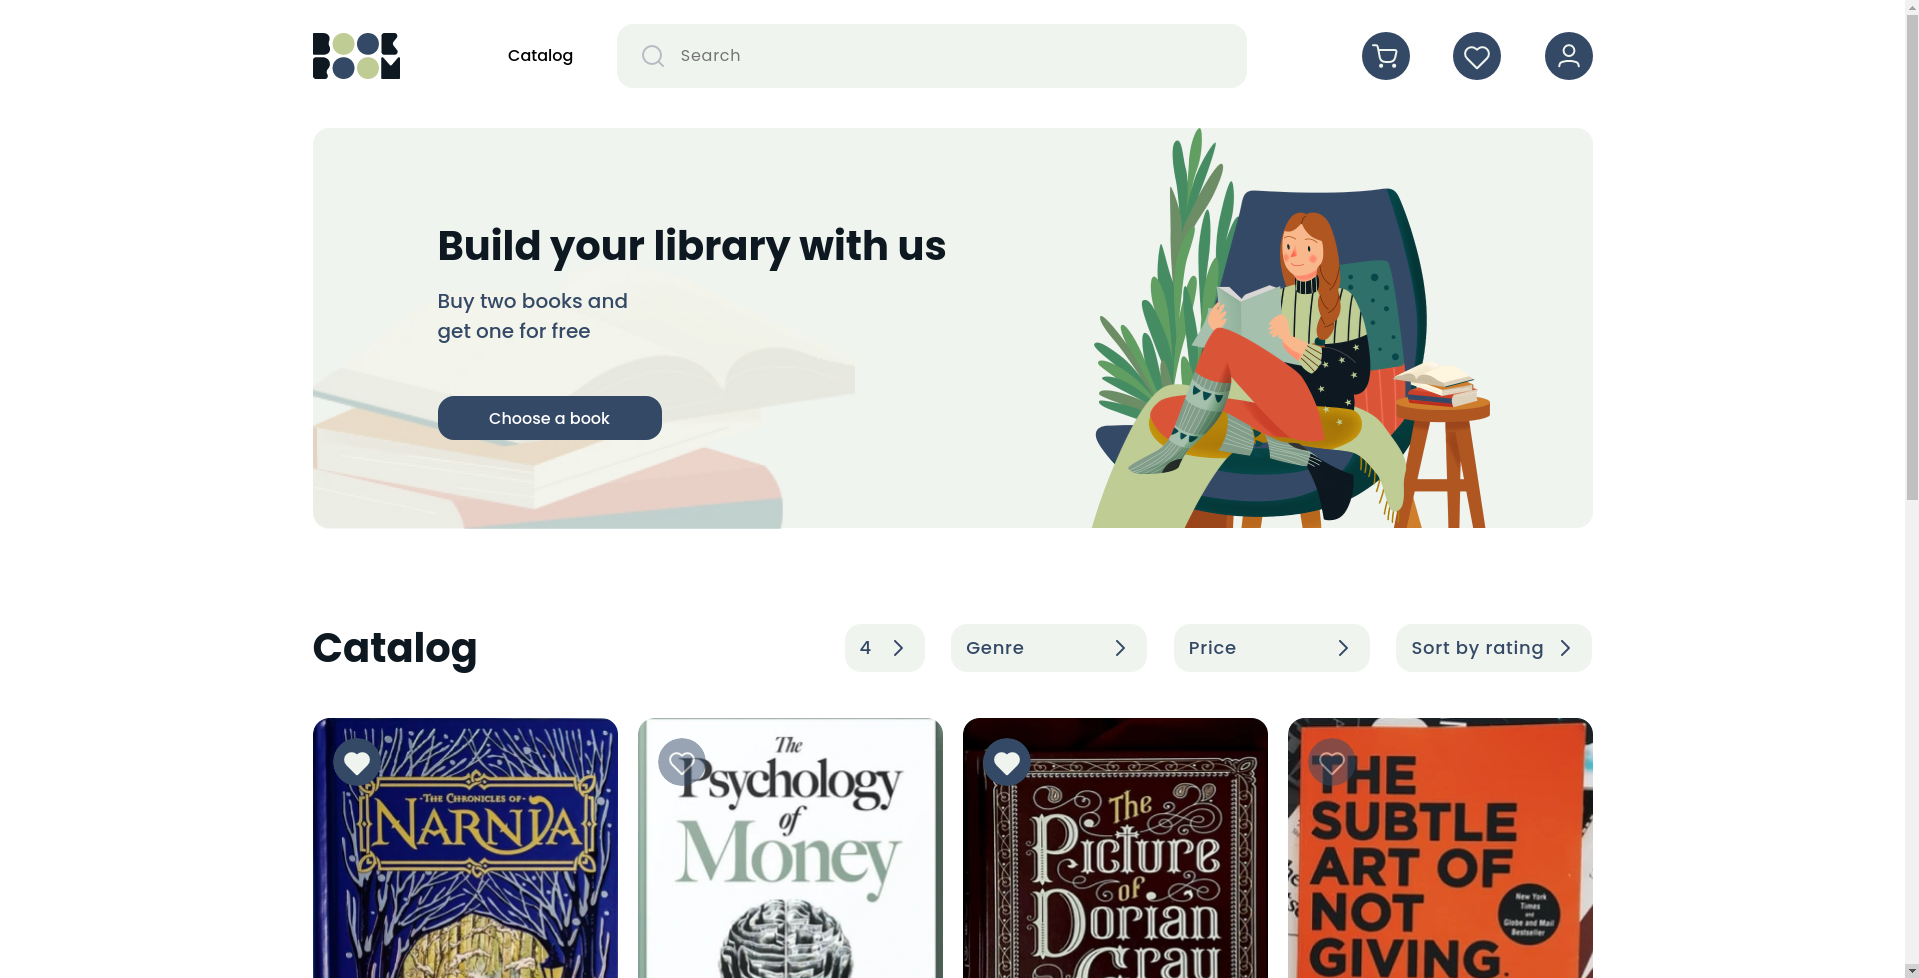 BOOK
ROOM
Catalog
Search
Build your library with us
Buy two books and
get one for free
Choose a book
Catalog
4
Genre
Price
Sort by rating
THE CHRONICLES OF
NARNIA
The
Psychology
of
Money
The
Picture
of
Dorian
Gray
THE
SUBTLE
ART OF
NOT
GIVING
New York
Times
and
Globe and Mail
Bestseller